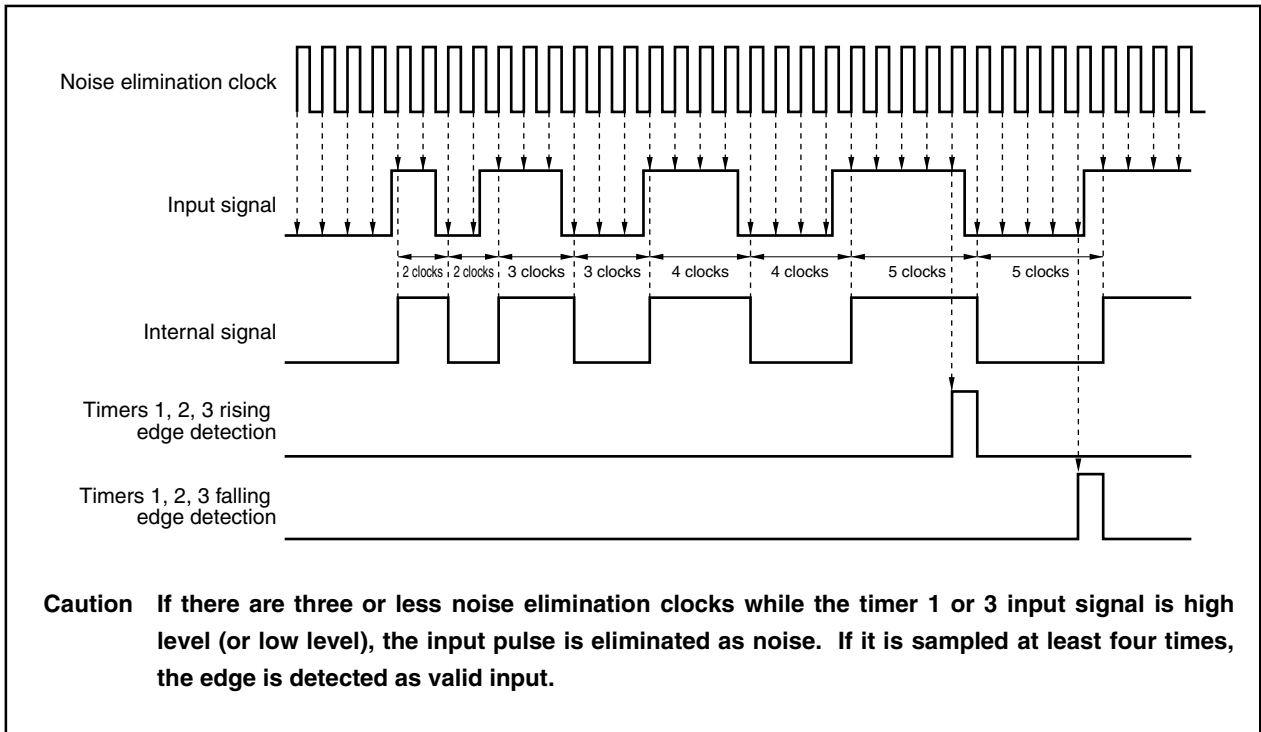 Noise elimination clock
Input signal
2 clocks 2 clocks 3 clocks 3 clocks 4 clocks 4 clocks 5 clocks 5 clocks
Internal signal
Timers 1, 2, 3 rising
edge detection
Timers 1, 2, 3 falling
edge detection
Caution If there are three or less noise elimination clocks while the timer 1 or 3 input signal is high
level (or low level), the input pulse is eliminated as noise. If it is sampled at least four times,
the edge is detected as valid input.